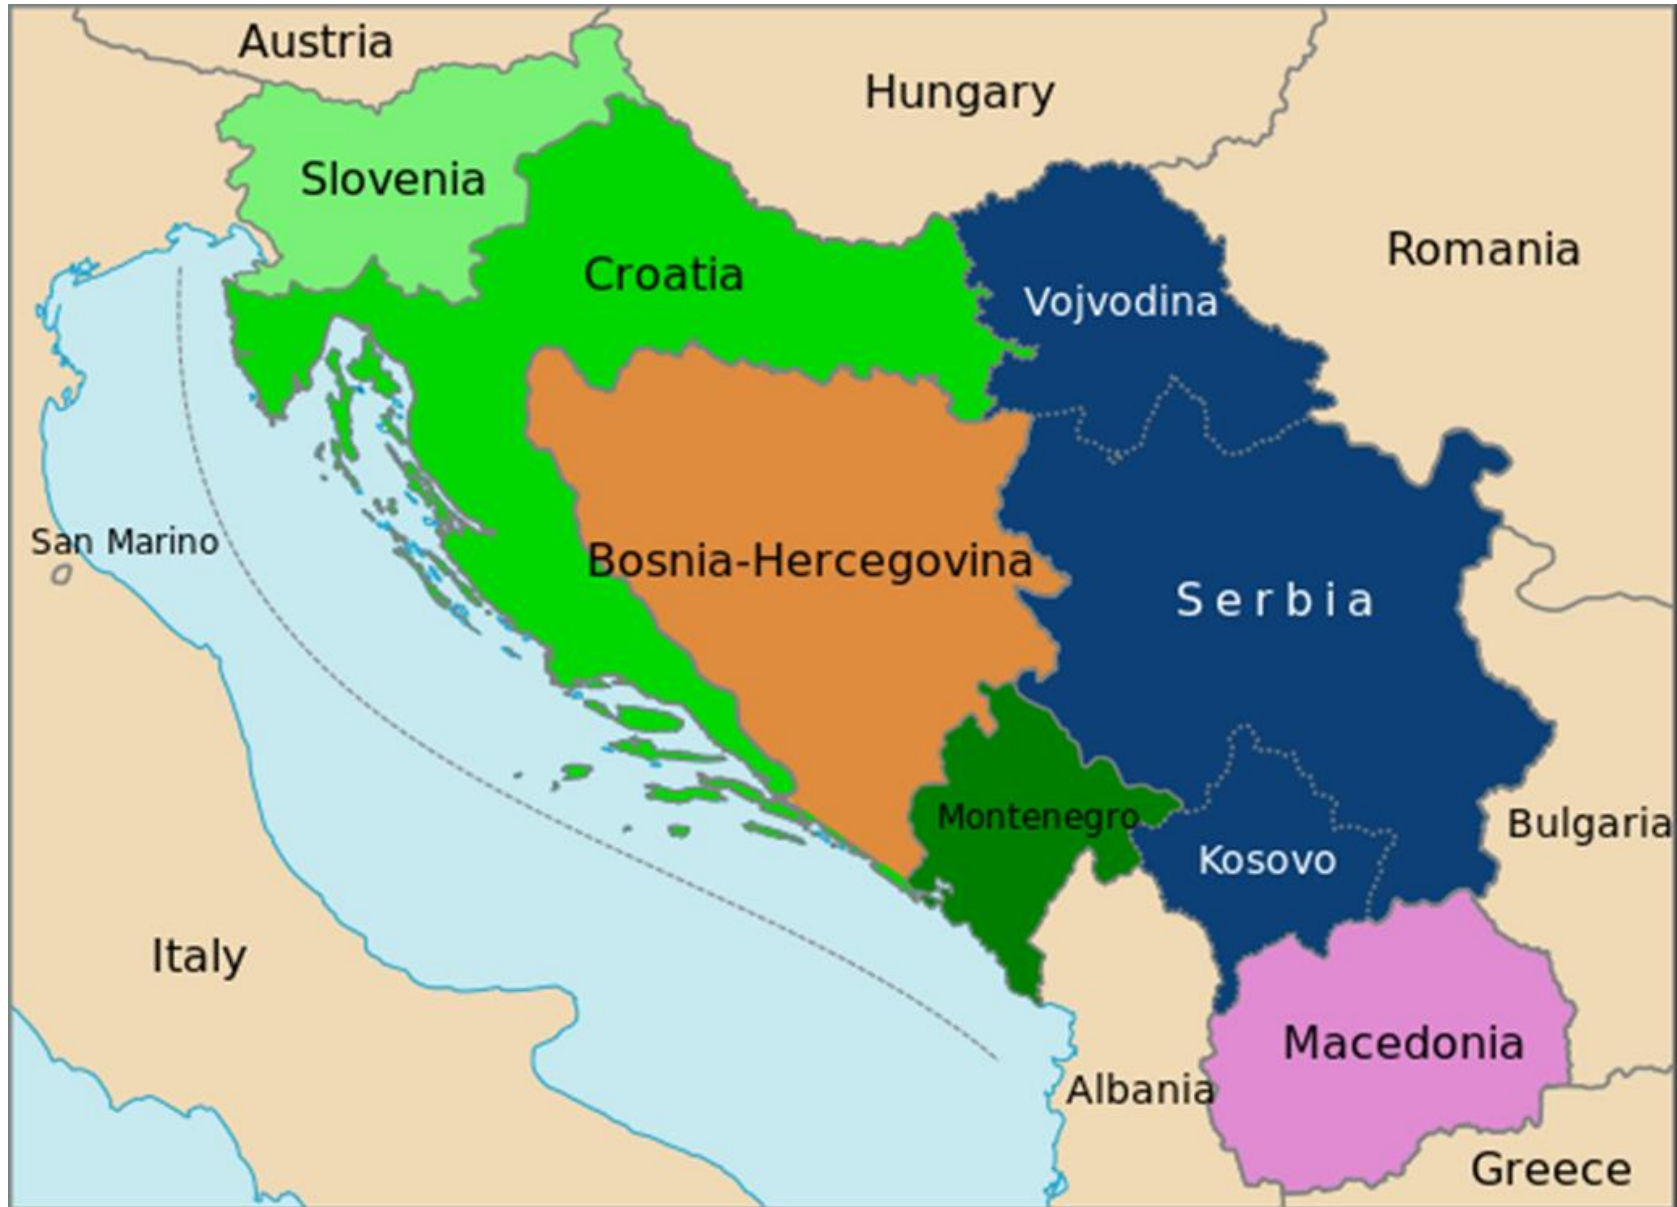 Austria
Hungary
Slovenia
Romania
Croatia
Vojvodina
San Marino
Bosnia-Hercegovina
Serbia
Montenegro
Bulgaria
Kosovo
Italy
Macedonia
Albania
Greece